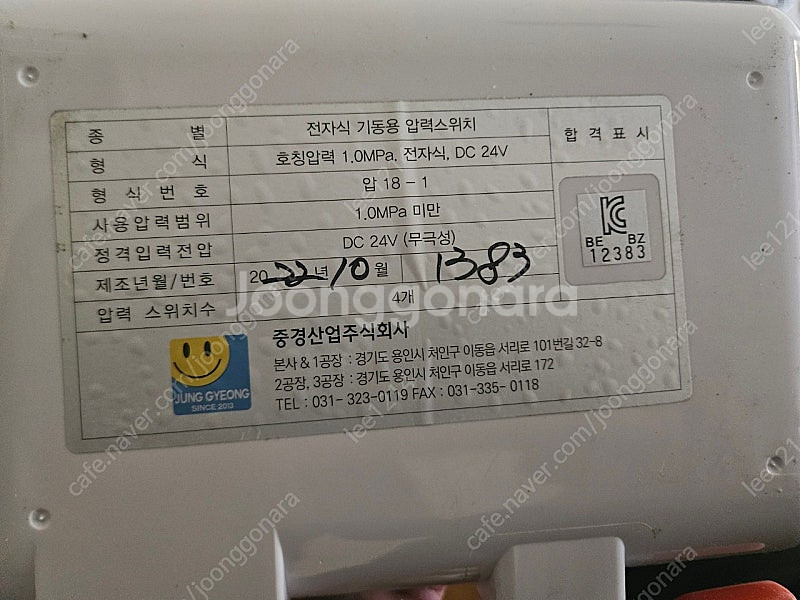 종 별 전자식 기동용 압력스위치 합격표시
형 식 호칭압력 1.0MPa, 전자식, DC 24V
형 식 번 호 압 18 - 1
사용압력범위 1.0MPa 미만
정격입력전압 DC 24V (무극성)
BE BZ
12383
제조년월/번호 2022년 10월 1383
압력 스위치수 4개
Joonggonara
중경산업주식회사
본사 & 1공장 : 경기도 용인시 처인구 이동읍 서리로 101번길 32-8
2공장, 3공장 : 경기도 용인시 처인구 이동읍 서리로 172
TEL : 031- 323-0119 FAX : 031-335- 0118
JUNG GYEONG
SINCE 2013
cafe.naver.com/joonggonara
lee121